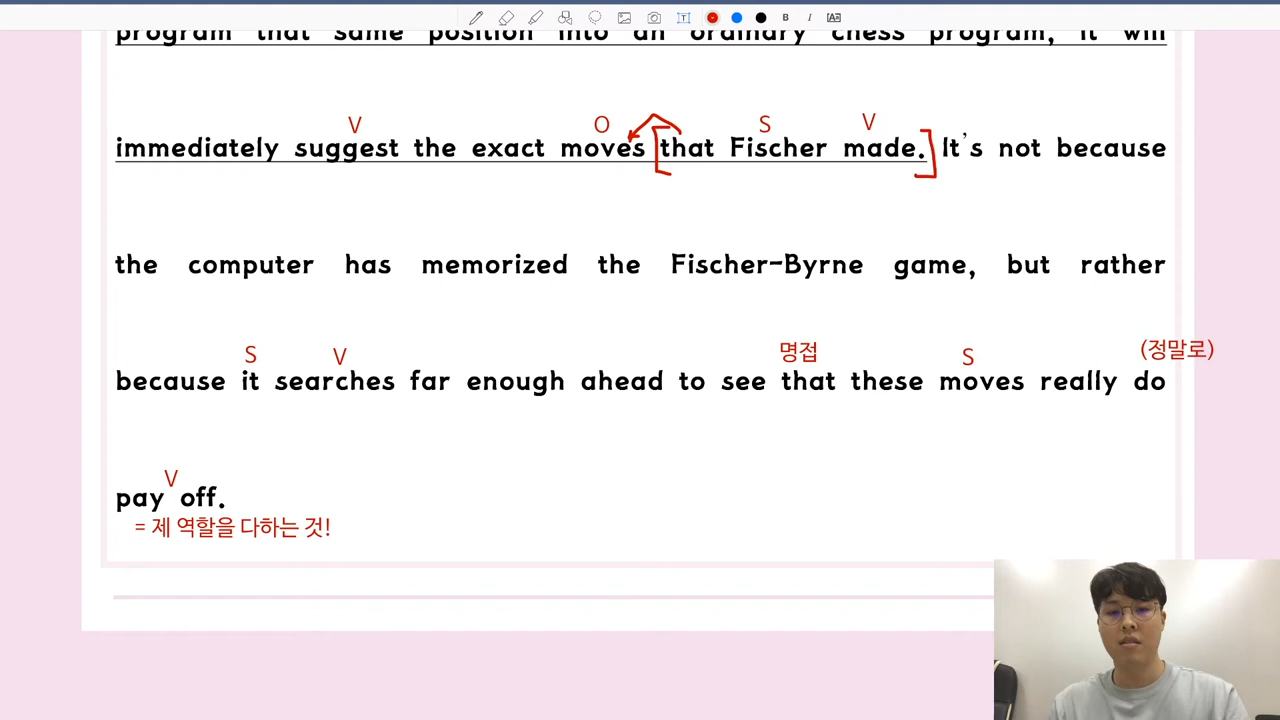 B I A
program that same position into an ordinary chess program, it will
V O S V
immediately suggest the exact moves [that Fischer made.] It's not because
the computer has memorized the Fischer-Byrne game, but rather
S V 명접 S (정말로)
because it searches far enough ahead to see that these moves really do
V
pay off.
= 제 역할을 다하는 것!